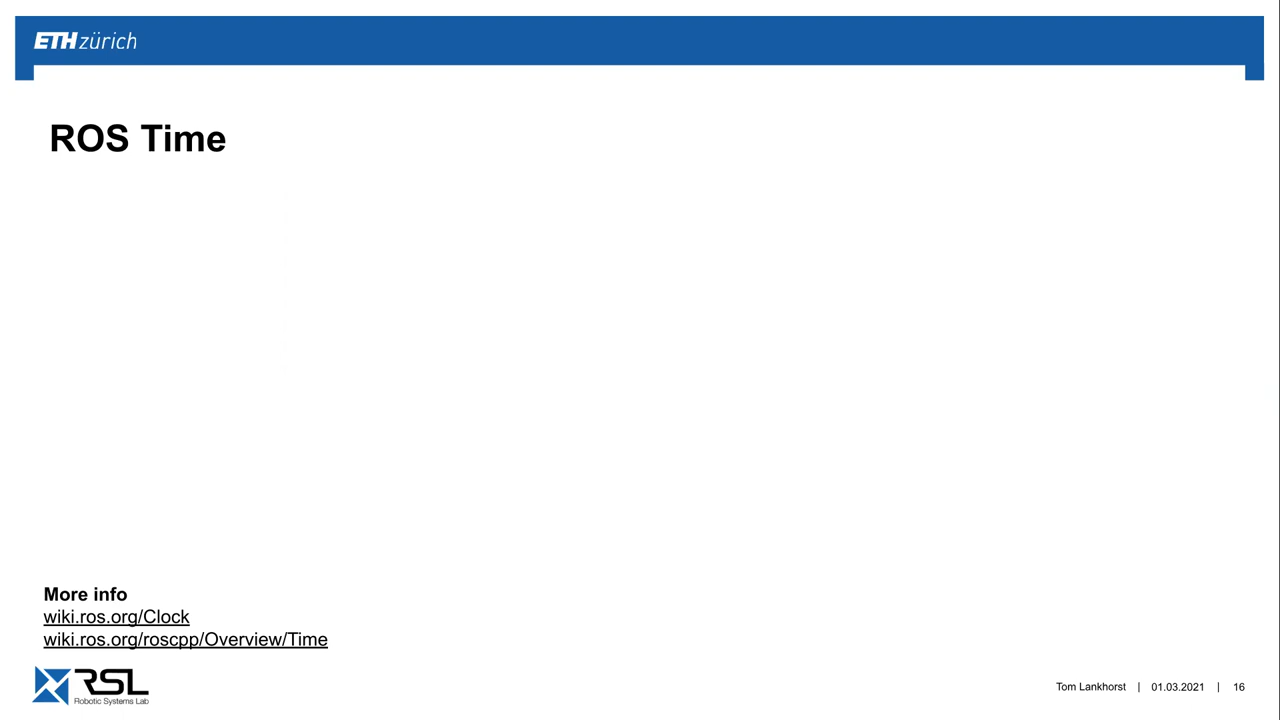 ETH zürich
ROS Time
More info
wiki.ros.org/Clock
wiki.ros.org/roscpp/Overview/Time
RSL
Robotic Systems Lab
Tom Lankhorst | 01.03.2021 | 16